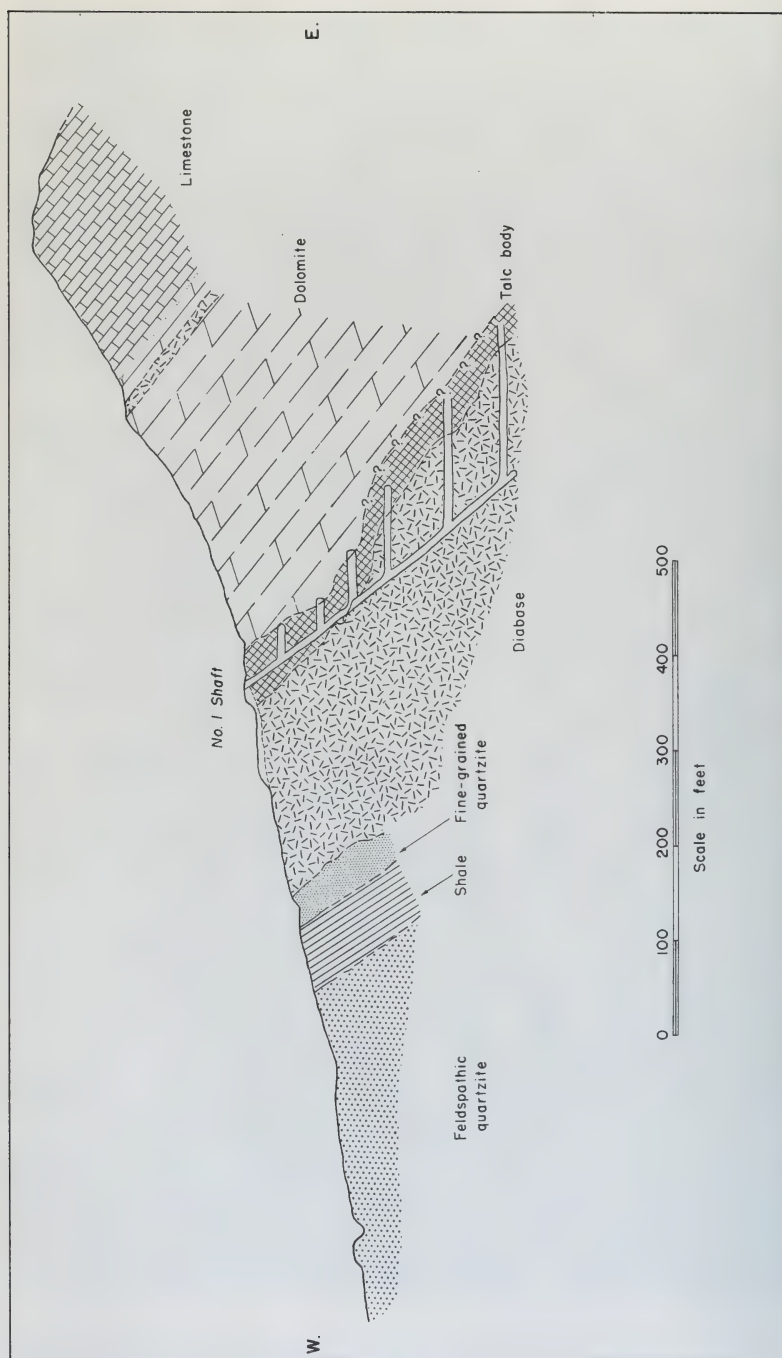 W.
E.
Limestone
Dolomite
Talc body
No. 1 Shaft
Diabase
Fine-grained
quartzite
Shale
Feldspathic
quartzite
? ? ? ? ? ? ? ?
0 100 200 300 400 500
Scale in feet